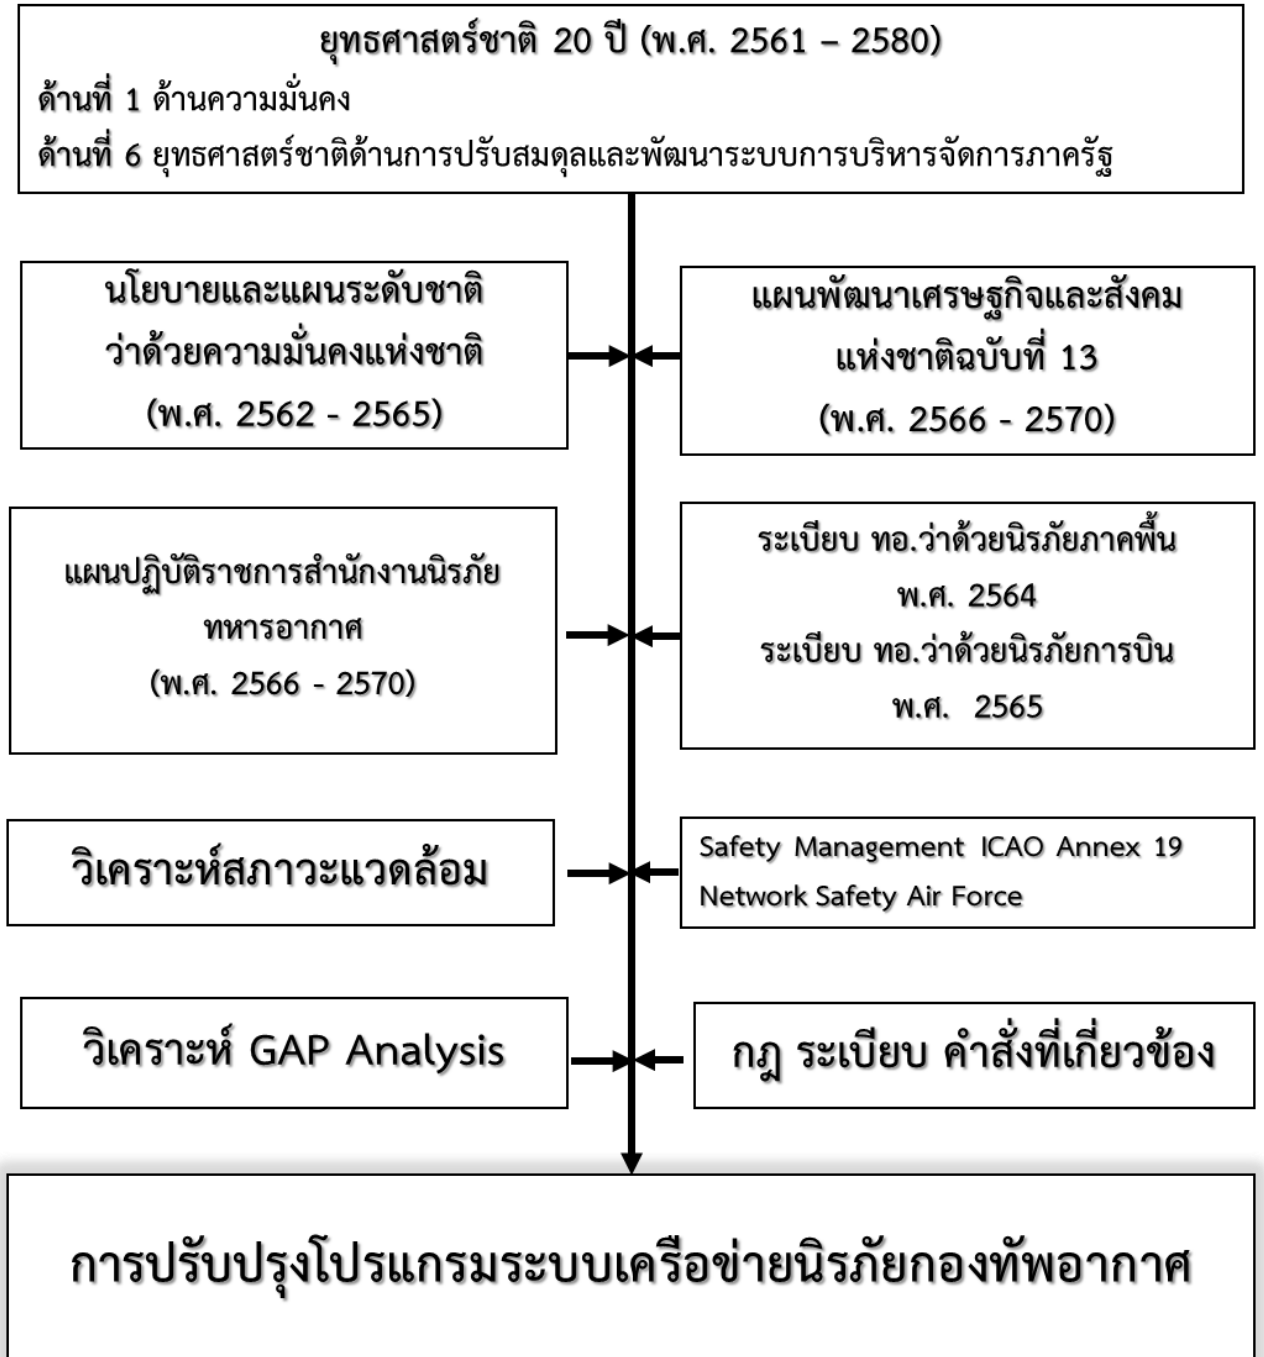 ยุทธศาสตร์ชาติ 20 ปี (พ.ศ. 2561 – 2580)
ด้านที่ 1 ด้านความมั่นคง
ด้านที่ 6 ยุทธศาสตร์ชาติด้านการปรับสมดุลและพัฒนาระบบการบริหารจัดการภาครัฐ
นโยบายและแผนระดับชาติ
ว่าด้วยความมั่นคงแห่งชาติ
(พ.ศ. 2562 - 2565)
แผนพัฒนาเศรษฐกิจและสังคม
แห่งชาติฉบับที่ 13
(พ.ศ. 2566 - 2570)
แผนปฏิบัติราชการสำนักงานนิรภัย
ทหารอากาศ
(พ.ศ. 2566 - 2570)
ระเบียบ ทอ.ว่าด้วยนิรภัยภาคพื้น
พ.ศ. 2564
ระเบียบ ทอ.ว่าด้วยนิรภัยการบิน
พ.ศ. 2565
วิเคราะห์สภาวะแวดล้อม
Safety Management ICAO Annex 19
Network Safety Air Force
วิเคราะห์ GAP Analysis
กฎ ระเบียบ คำสั่งที่เกี่ยวข้อง
การปรับปรุงโปรแกรมระบบเครือข่ายนิรภัยกองทัพอากาศ